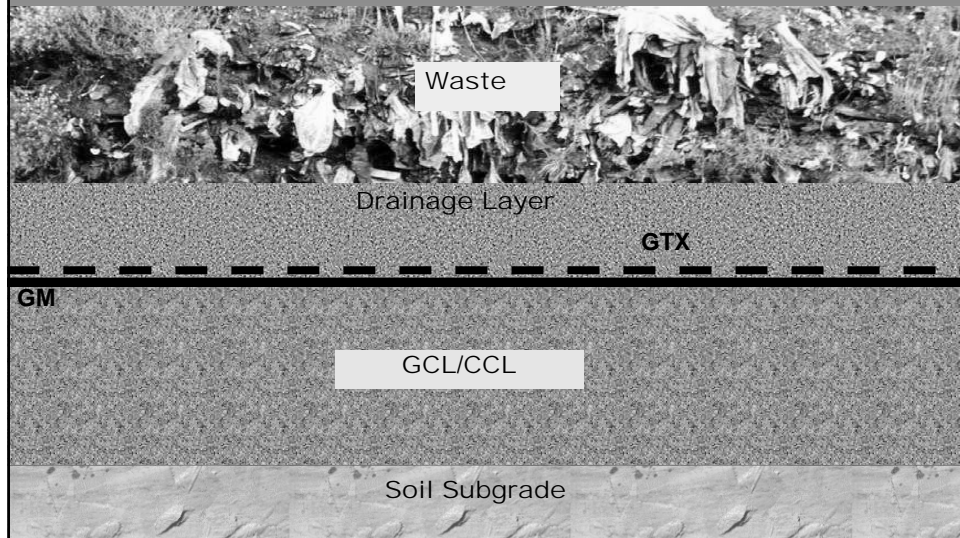 Waste
Drainage Layer
GTX
GM
GCL/CCL
Soil Subgrade